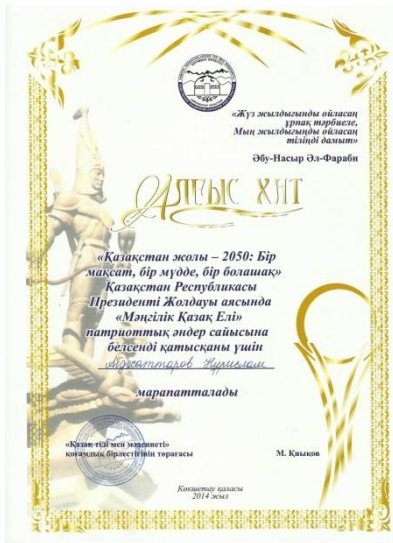 «Жүз жылдығыңды ойласаң
ұрпақ тәрбиеле,
Мың жылдығыңды ойласаң
тіліңді дамыт»
Әбу-Насыр Әл-Фараби
АЛҒЫС ХАТ
«Қазақстан жолы – 2050: Бір
мақсат, бір мүдде, бір болашақ»
Қазақстан Республикасы
Президенті Жолдауы аясында
«Мәңгілік Қазақ Елі»
патриоттық әндер сайысына
белсенді қатысқаны үшін
Абдсаттаров Нұрислам
марапатталады
«Қазақ тілі мен мәдениеті»
қоғамдық бірлестігінің төрағасы
М. Қиықов
Көкшетау қаласы
2014 жыл